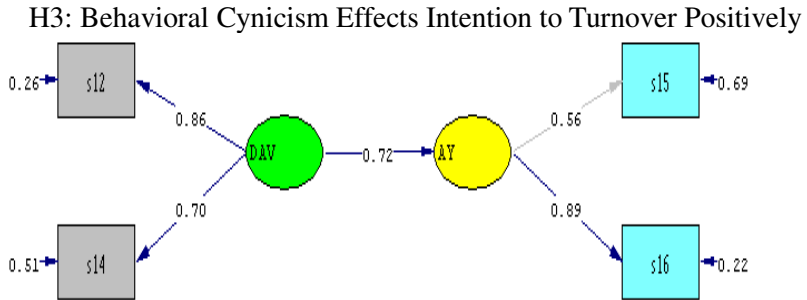 H3: Behavioral Cynicism Effects Intention to Turnover Positively
0.26 s12 s15 0.69
0.86 0.56
DAV 0.72 AY
0.70 0.89
0.51 s14 s16 0.22